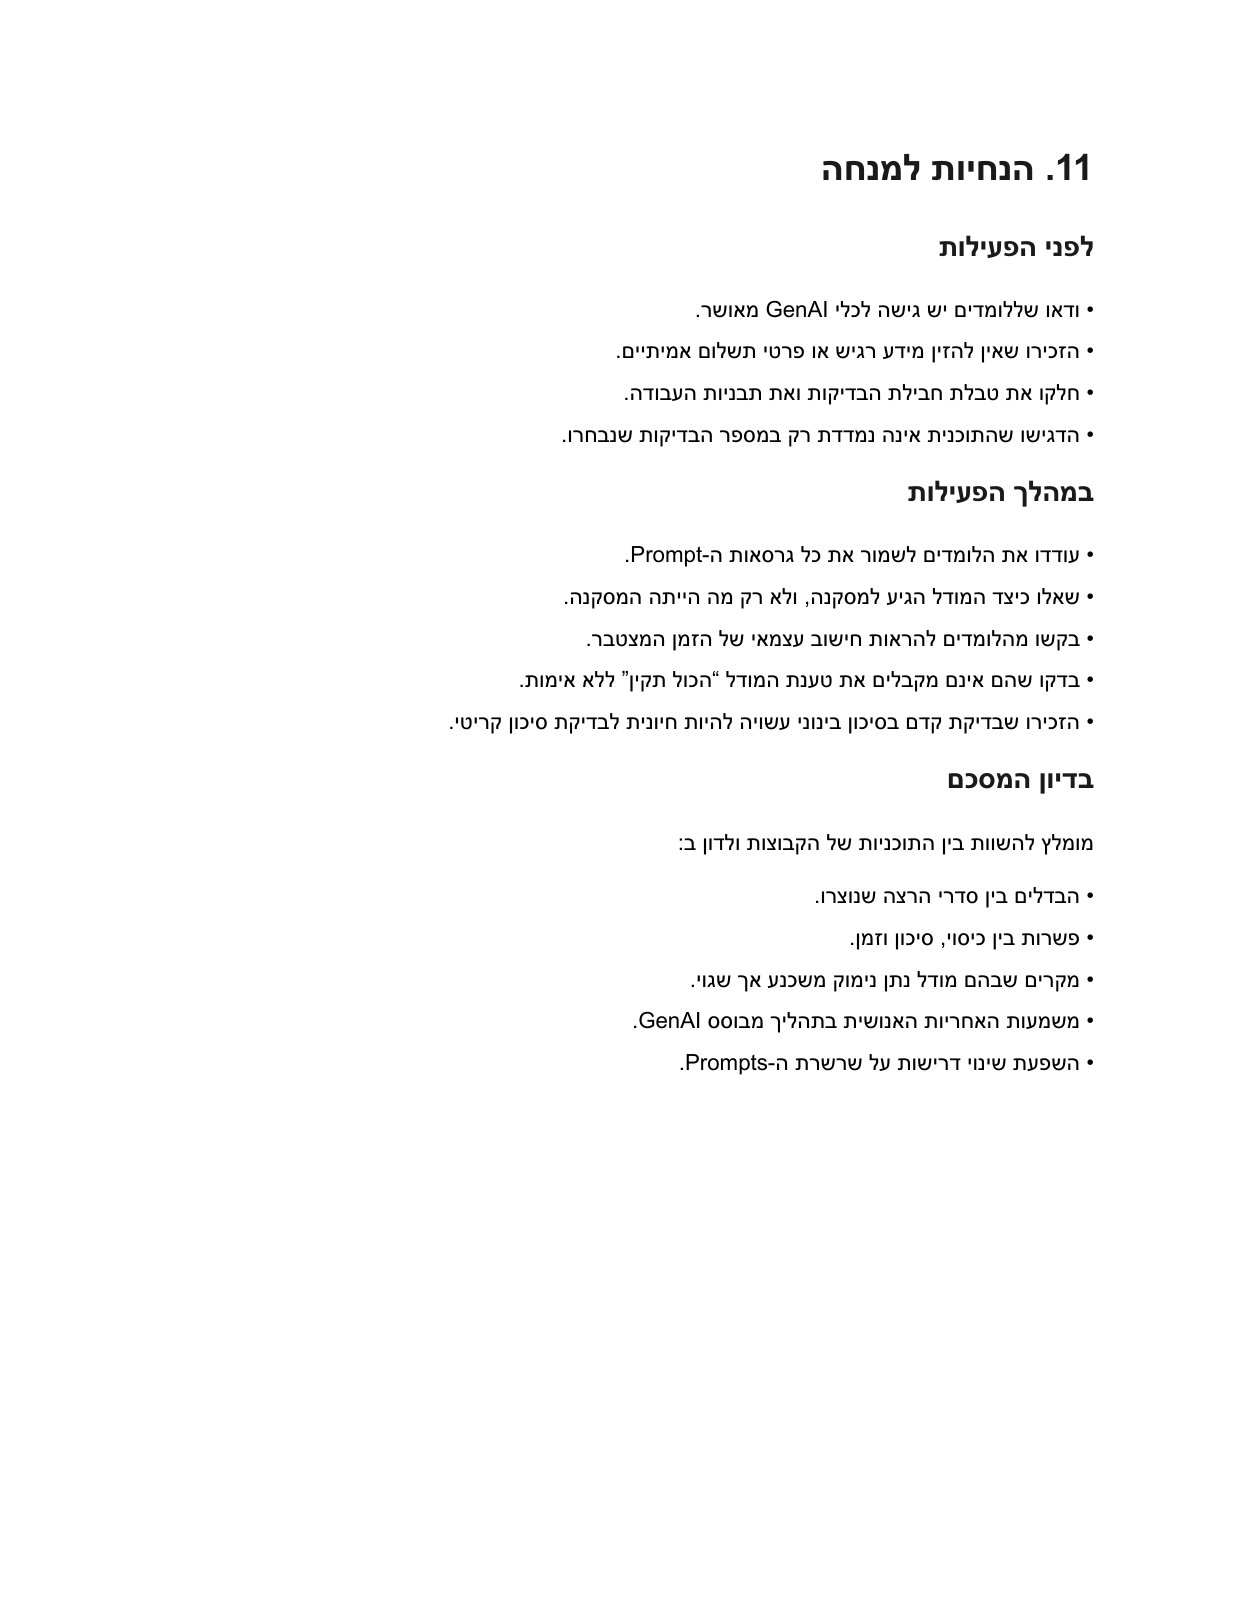 11. הנחיות למנחה
לפני הפעילות
• ודאו שללומדים יש גישה לכלי GenAI מאושר.
• הזכירו שאין להזין מידע רגיש או פרטי תשלום אמיתיים.
• חלקו את טבלת חבילת הבדיקות ואת תבניות העבודה.
• הדגישו שהתוכנית אינה נמדדת רק במספר הבדיקות שנבחרו.
במהלך הפעילות
• עודדו את הלומדים לשמור את כל גרסאות ה-Prompt.
• שאלו כיצד המודל הגיע למסקנה, ולא רק מה הייתה המסקנה.
• בקשו מהלומדים להראות חישוב עצמאי של הזמן המצטבר.
• בדקו שהם אינם מקבלים את טענת המודל “הכול תקין” ללא אימות.
• הזכירו שבדיקת קדם בסיכון בינוני עשויה להיות חיונית לבדיקת סיכון קריטי.
בדיון המסכם
מומלץ להשוות בין התוכניות של הקבוצות ולדון ב:
• הבדלים בין סדרי הרצה שנוצרו.
• פשרות בין כיסוי, סיכון וזמן.
• מקרים שבהם מודל נתן נימוק משכנע אך שגוי.
• משמעות האחריות האנושית בתהליך מבוסס GenAI.
• השפעת שינוי דרישות על שרשרת ה-Prompts.